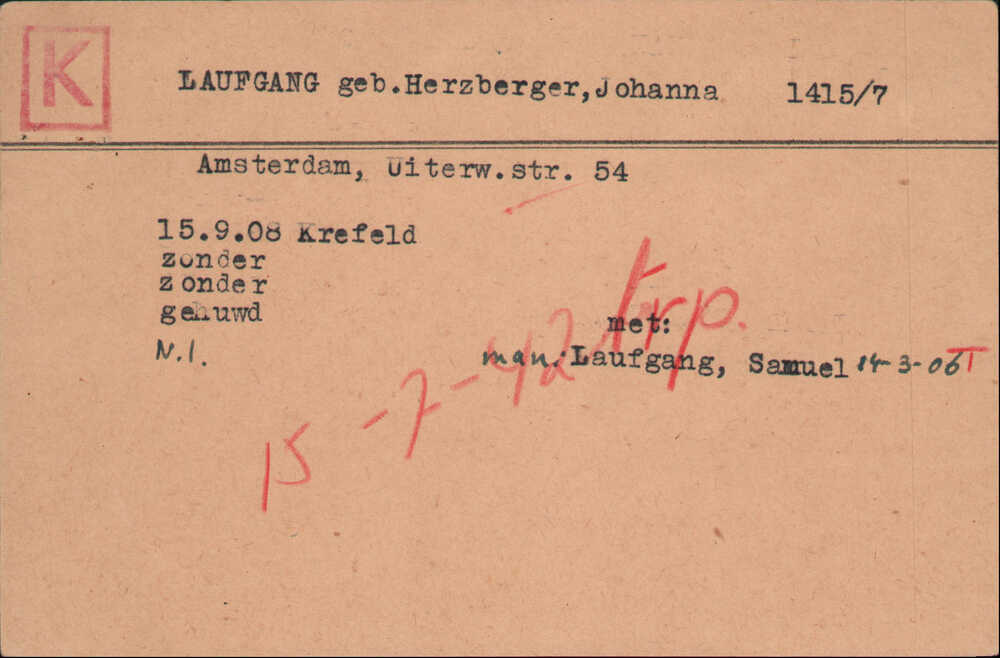 K
LAUFGANG geb.Herzberger,Johanna 1415/7
Amsterdam, Uiterw.str. 54
15.9.08 Krefeld
zonder
zonder
gehuwd
met:
N.I. man: Laufgang, Samuel 14-3-06 T
15-7-42 trp.